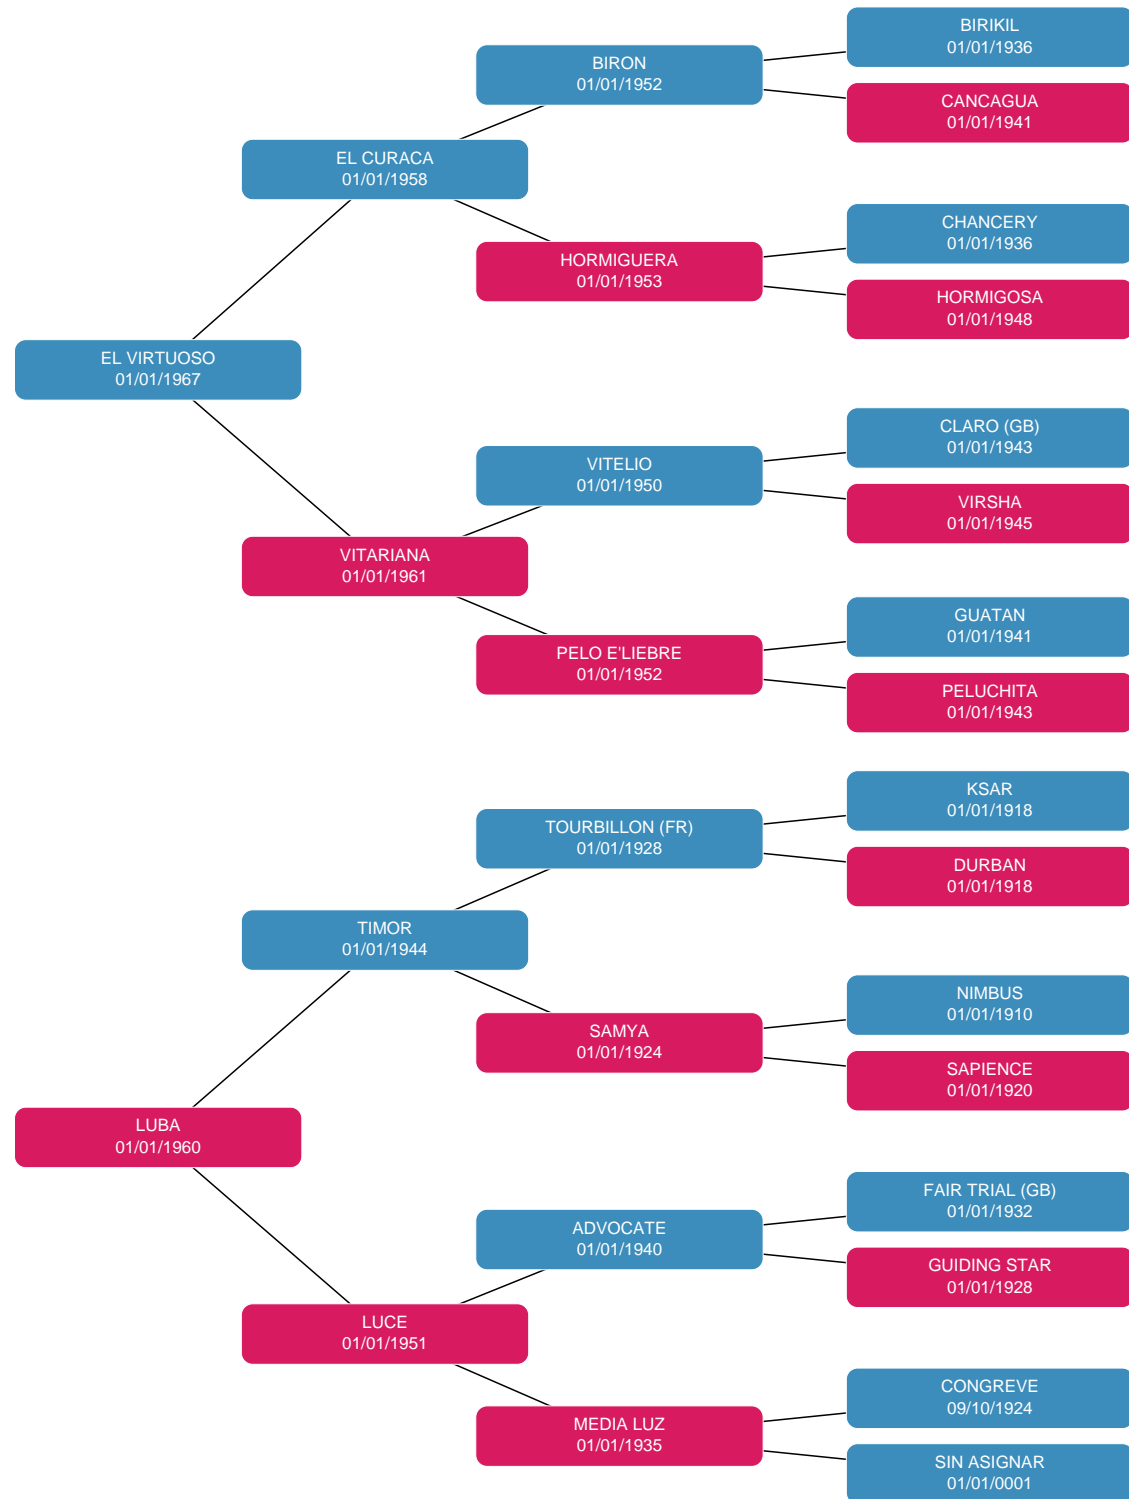 BIRIKIL
01/01/1936
BIRON
01/01/1952
CANCAGUA
01/01/1941
EL CURACA
01/01/1958
CHANCERY
01/01/1936
HORMIGUERA
01/01/1953
HORMIGOSA
01/01/1948
EL VIRTUOSO
01/01/1967
CLARO (GB)
01/01/1943
VITELIO
01/01/1950
VIRSHA
01/01/1945
VITARIANA
01/01/1961
GUATAN
01/01/1941
PELO E'LIEBRE
01/01/1952
PELUCHITA
01/01/1943
KSAR
01/01/1918
TOURBILLON (FR)
01/01/1928
DURBAN
01/01/1918
TIMOR
01/01/1944
NIMBUS
01/01/1910
SAMYA
01/01/1924
SAPIENCE
01/01/1920
LUBA
01/01/1960
FAIR TRIAL (GB)
01/01/1932
ADVOCATE
01/01/1940
GUIDING STAR
01/01/1928
LUCE
01/01/1951
CONGREVE
09/10/1924
MEDIA LUZ
01/01/1935
SIN ASIGNAR
01/01/0001